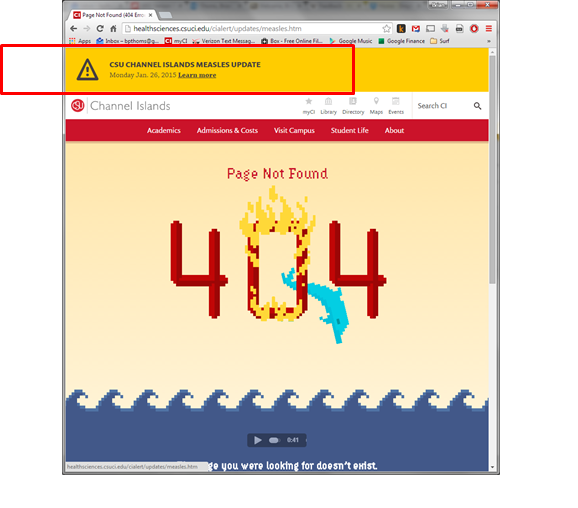 Page Not Found (404 Erro
healthsciences.csuci.edu/cialert/updates/measles.htm
Apps Inbox - bpthoms@g... myCI Verizon Text Messag... Box - Free Online Fil... Google Music Google Finance Surf
CSU CHANNEL ISLANDS MEASLES UPDATE
Monday Jan. 26, 2015 Learn more
CSU Channel Islands
myCI Library Directory Maps Events
Search CI
Academics Admissions & Costs Visit Campus Student Life About
Page Not Found
404
0:41
healthsciences.csuci.edu/cialert/updates/measles.htm
ge you were looking for doesn't exist.